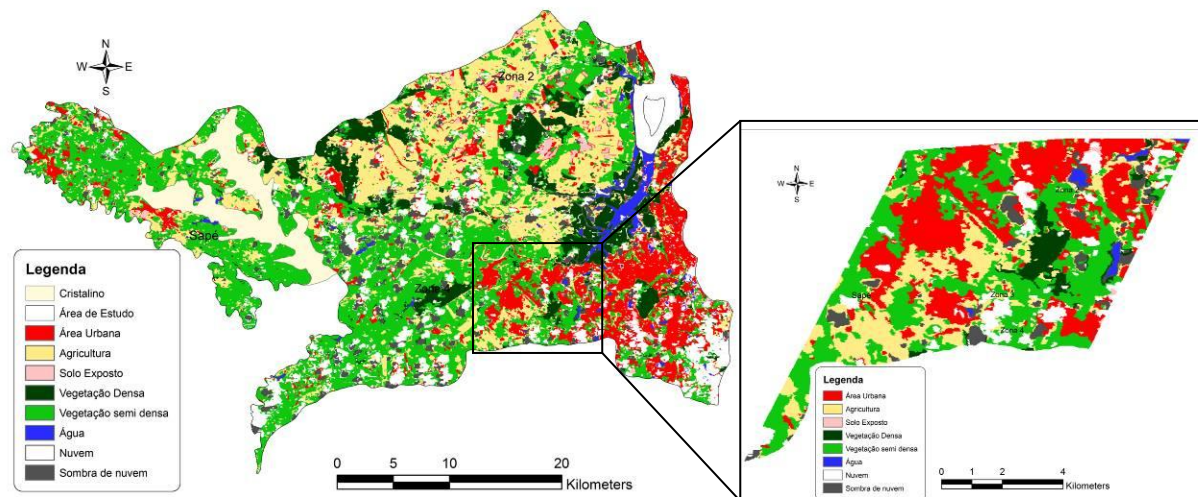 N
W E
S
Zona 2
Sapé
Zona
Legenda
Cristalino
Área de Estudo
Área Urbana
Agricultura
Solo Exposto
Vegetação Densa
Vegetação semi densa
Água
Nuvem
Sombra de nuvem
0 5 10 20
Kilometers
N
W E
S
Zona
Sapé
Zona
Zona 4
Legenda
Área Urbana
Agricultura
Solo Exposto
Vegetação Densa
Vegetação semi densa
Água
Nuvem
Sombra de nuvem
0 1 2 4
Kilometers